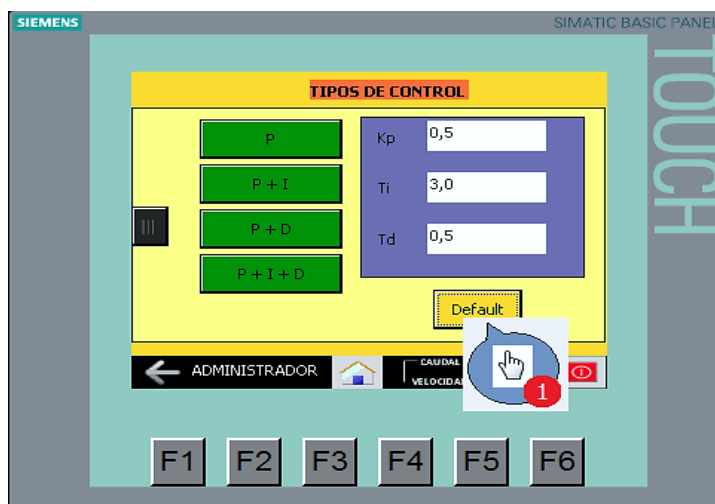 SIEMENS
SIMATIC BASIC PANEL
TOUCH
TIPOS DE CONTROL
P
Kp 0,5
P + I
Ti 3,0
P + D
Td 0,5
P + I + D
Default
ADMINISTRADOR
CAUDAL
VELOCIDAD
1
F1 F2 F3 F4 F5 F6